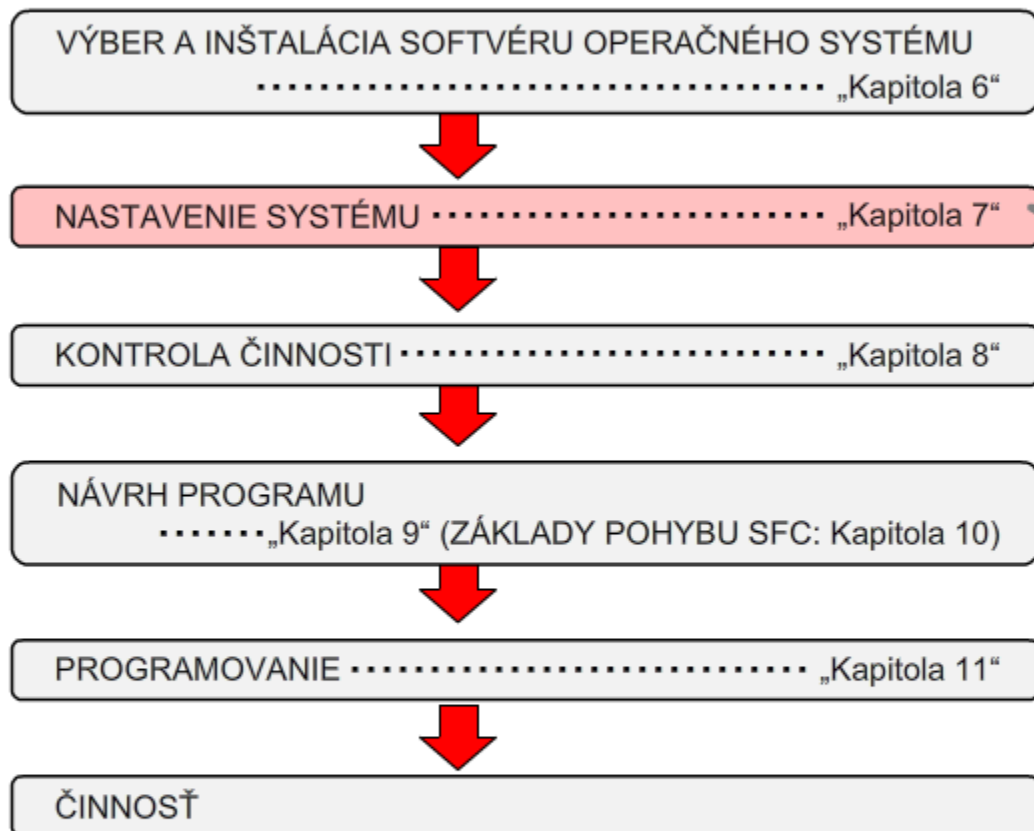 VÝBER A INŠTALÁCIA SOFTVÉRU OPERAČNÉHO SYSTÉMU
„Kapitola 6“
NASTAVENIE SYSTÉMU „Kapitola 7“
KONTROLA ČINNOSTI „Kapitola 8“
NÁVRH PROGRAMU
„Kapitola 9“ (ZÁKLADY POHYBU SFC: Kapitola 10)
PROGRAMOVANIE „Kapitola 11“
ČINNOSŤ